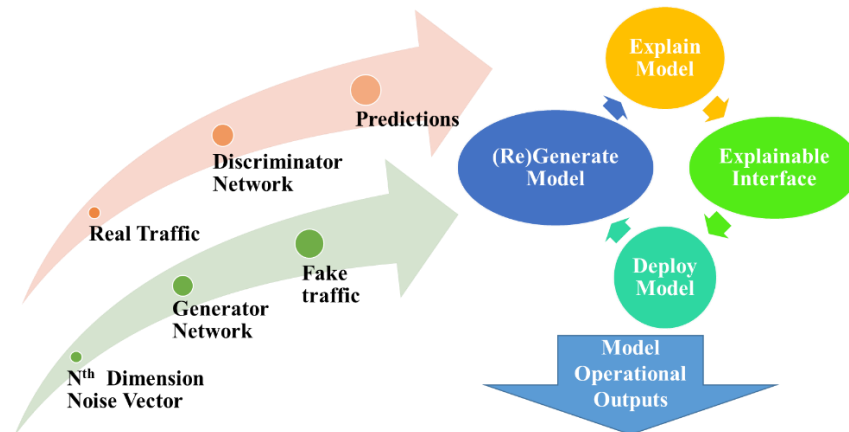 Real Traffic
Discriminator
Network
Predictions
Nth Dimension
Noise Vector
Generator
Network
Fake
traffic
Explain
Model
(Re)Generate
Model
Explainable
Interface
Deploy
Model
Model
Operational
Outputs